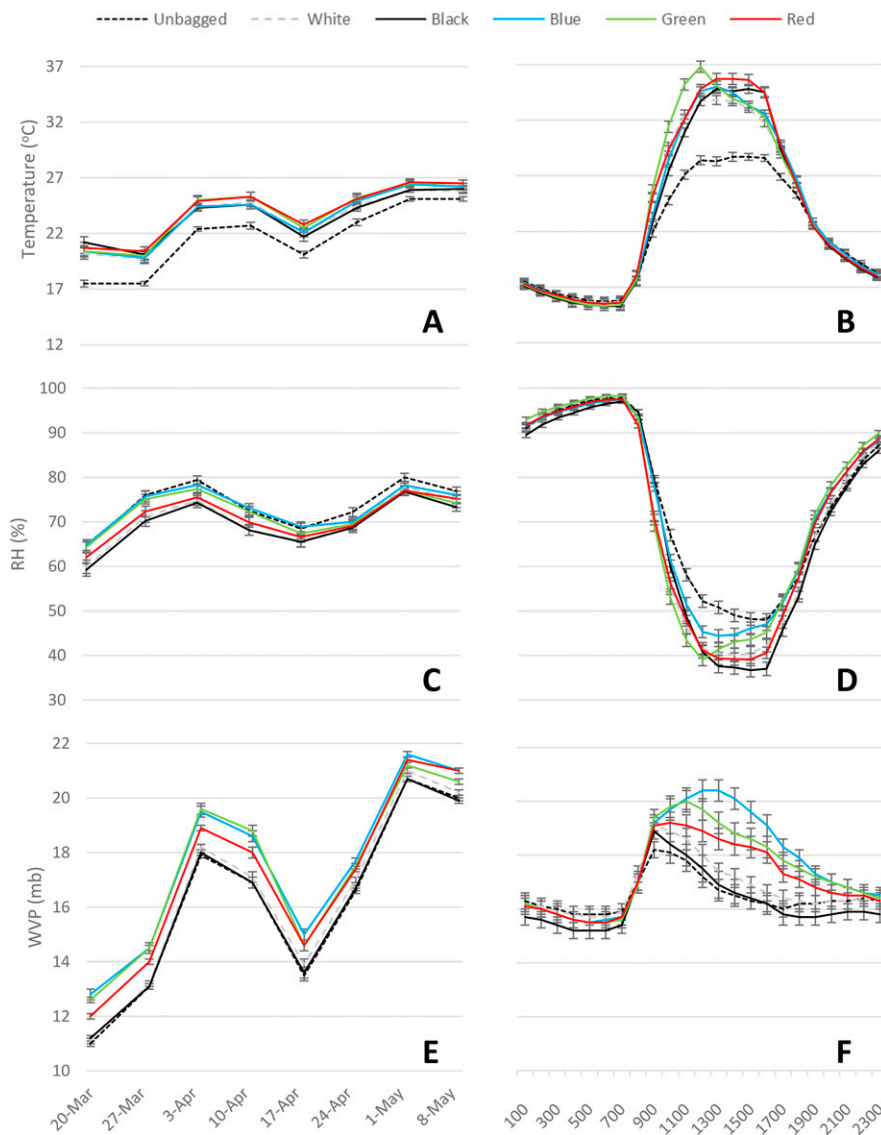 Unbagged White Black Blue Green Red
Temperature (°C)
37
32
27
22
17
12
A
B
RH (%)
100
90
80
70
60
50
40
30
C
D
WVP (mb)
22
20
18
16
14
12
10
E
F
20-Mar 27-Mar 3-Apr 10-Apr 17-Apr 24-Apr 1-May 8-May
100 300 500 700 900 1100 1300 1500 1700 1900 2100 2300